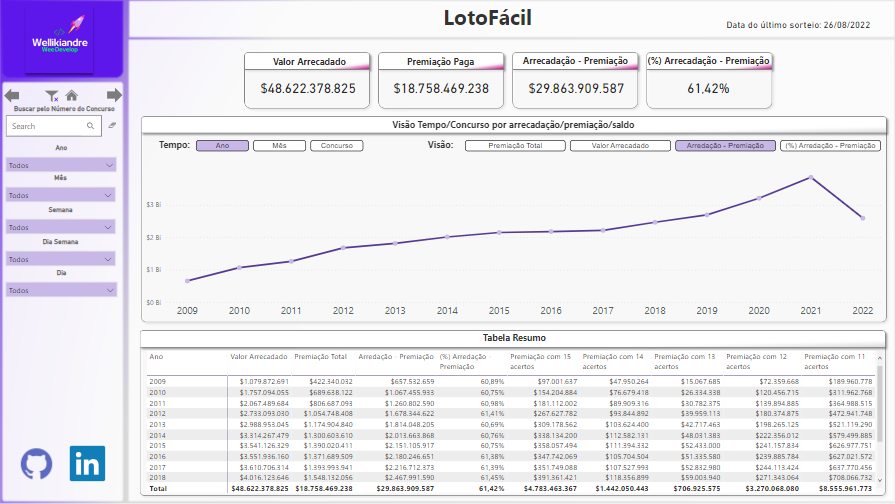 Wellikiandre
Wee Develop
LotoFácil
Data do último sorteio: 26/08/2022
Valor Arrecadado
$48.622.378.825
Premiação Paga
$18.758.469.238
Arrecadação - Premiação
$29.863.909.587
(%) Arrecadação - Premiação
61,42%
Buscar pelo Número do Concurso
Search
Ano
Todos
Mês
Todos
Semana
Todos
Dia Semana
Todos
Dia
Todos
Visão Tempo/Concurso por arrecadação/premiação/saldo
Tempo: Ano Mês Concurso Visão: Premiação Total Valor Arrecadado Arredação - Premiação (%) Arredação - Premiação
$3 Bi
$2 Bi
$1 Bi
$0 Bi
2009 2010 2011 2012 2013 2014 2015 2016 2017 2018 2019 2020 2021 2022
Tabela Resumo
Ano Valor Arrecadado Premiação Total Arredação - Premiação (%) Arredação Premiação com 15 Premiação com 14 Premiação com 13 Premiação com 12 Premiação com 11
Premiação acertos acertos acertos acertos acertos
2009 $1.079.872.691 $422.340.032 $657.532.659 60,89% $97.001.637 $47.950.264 $15.067.685 $72.359.668 $189.960.778
2010 $1.757.094.055 $689.638.122 $1.067.455.933 60,75% $154.204.884 $76.679.418 $26.334.338 $120.456.715 $311.962.768
2011 $2.067.489.684 $806.687.093 $1.260.802.590 60,98% $181.112.002 $89.909.316 $30.782.375 $139.894.885 $364.988.515
2012 $2.733.093.030 $1.054.748.408 $1.678.344.622 61,41% $267.627.782 $93.844.892 $39.959.113 $180.374.875 $472.941.748
2013 $2.988.953.045 $1.174.904.840 $1.814.048.205 60,69% $309.178.562 $103.624.400 $42.717.463 $198.265.125 $521.119.290
2014 $3.314.267.479 $1.300.603.610 $2.013.663.868 60,76% $338.134.200 $112.582.131 $48.031.383 $222.356.012 $579.499.885
2015 $3.541.126.329 $1.390.020.411 $2.151.105.917 60,75% $358.057.494 $111.394.332 $52.433.000 $241.157.834 $626.977.751
2016 $3.551.936.160 $1.371.689.509 $2.180.246.651 61,38% $347.742.069 $105.704.504 $51.335.580 $239.885.784 $627.021.572
2017 $3.610.706.314 $1.393.993.941 $2.216.712.373 61,39% $351.749.088 $107.527.993 $52.832.980 $244.113.424 $637.770.456
2018 $4.016.124.646 $1.548.132.056 $2.467.991.590 61,45% $391.361.421 $118.356.899 $59.003.940 $271.343.064 $708.066.732
Total $48.622.378.825 $18.758.469.238 $29.863.909.587 61,42% $4.783.463.367 $1.442.050.443 $706.925.575 $3.270.068.080 $8.555.961.773
in